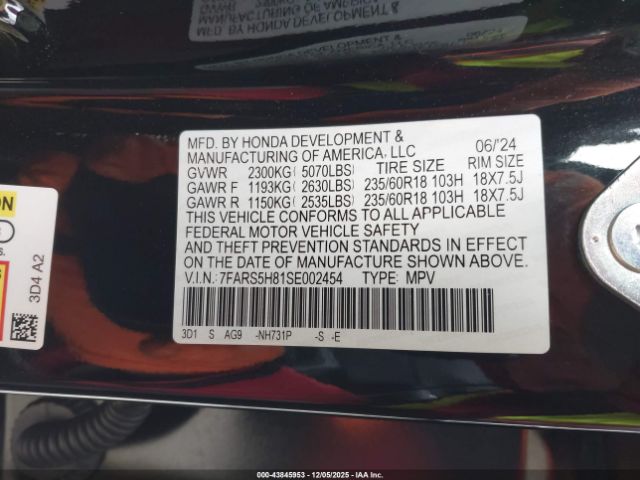 MFD. BY HONDA DEVELOPMENT &
MANUFACTURING OF AMERICA, LLC 06/'24
GVWR 2300KG ( 5070LBS) TIRE SIZE RIM SIZE
GAWR F 1193KG ( 2630LBS) 235/60R18 103H 18X7.5J
GAWR R 1150KG ( 2535LBS) 235/60R18 103H 18X7.5J
THIS VEHICLE CONFORMS TO ALL APPLICABLE
FEDERAL MOTOR VEHICLE SAFETY
AND THEFT PREVENTION STANDARDS IN EFFECT
ON THE DATE OF MANUFACTURE SHOWN ABOVE.
V.I.N.: 7FARS5H81SE002454 TYPE: MPV
3D1 S AG9 -NH731P -S -E
3D4 A2
000-43845953 - 12/05/2025 - IAA Inc.